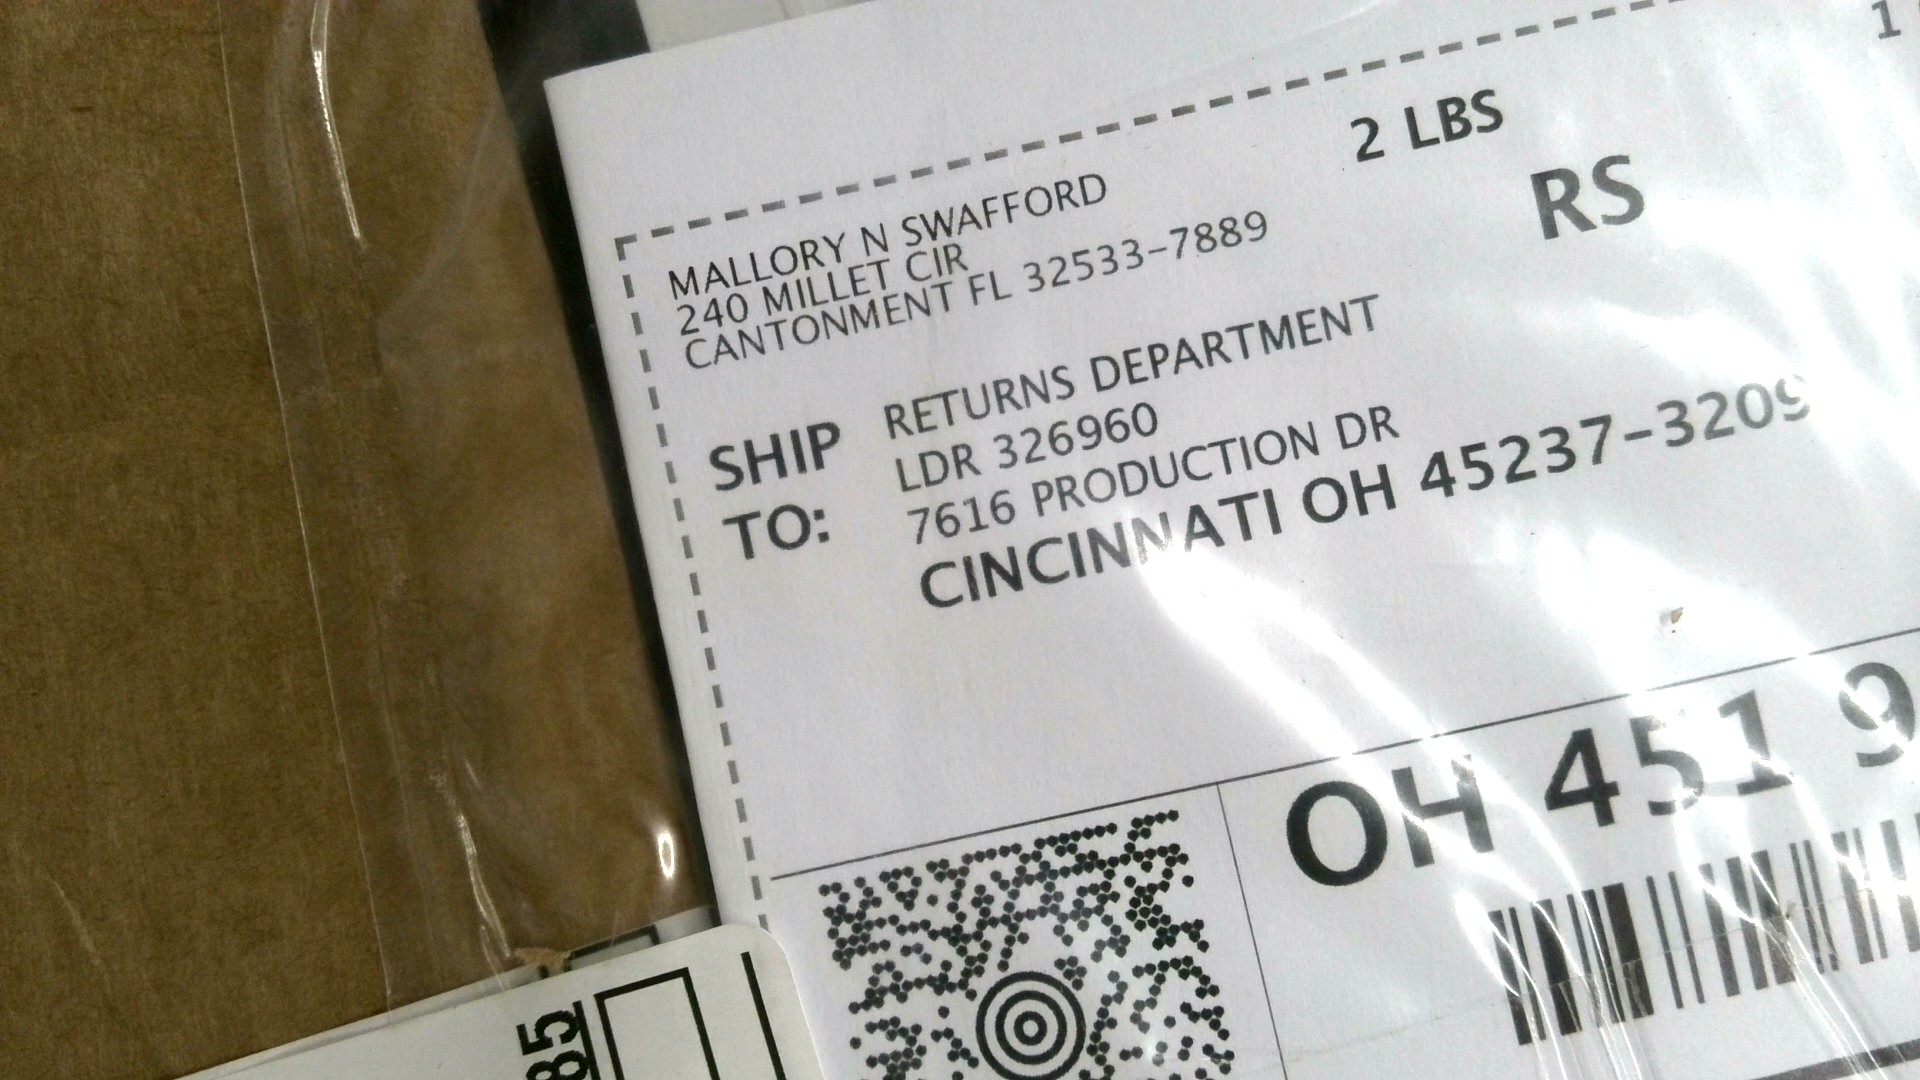 1
2 LBS
RS
MALLORY N SWAFFORD
240 MILLET CIR
CANTONMENT FL 32533-7889
SHIP TO:
RETURNS DEPARTMENT
LDR 326960
7616 PRODUCTION DR
CINCINNATI OH 45237-3209
OH 451 9
85